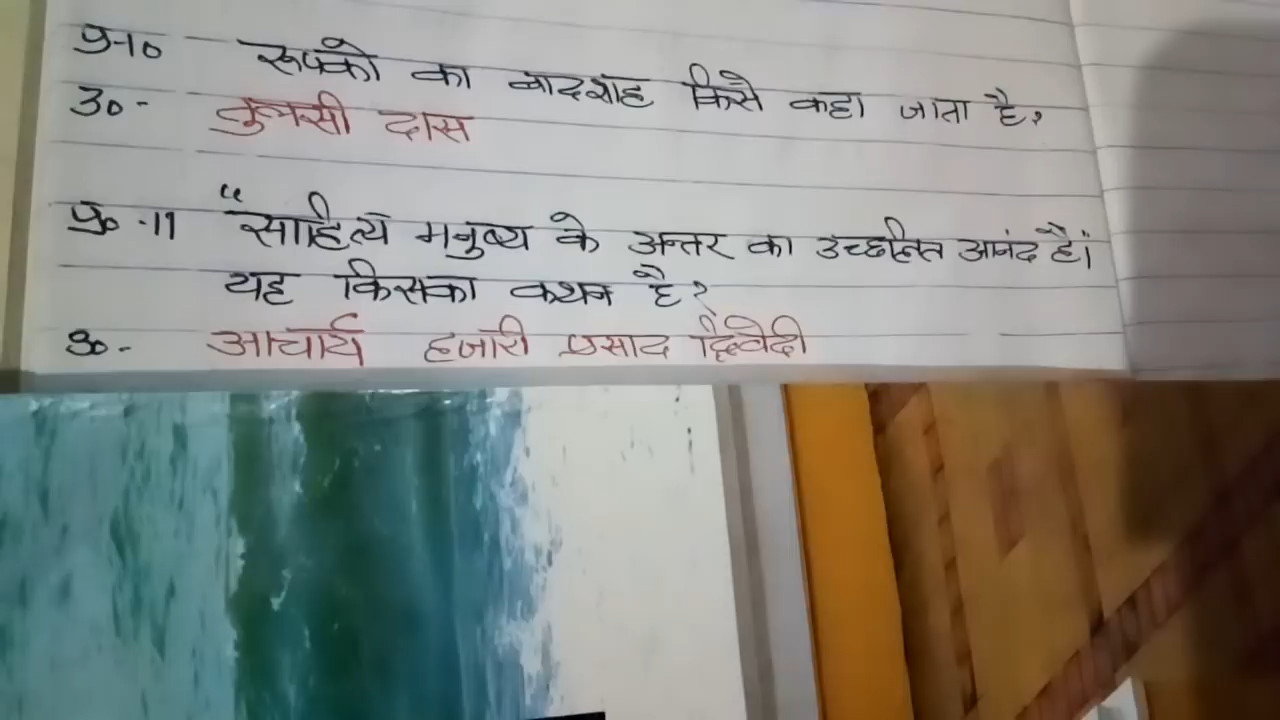 प्र-10 रूपको का बादशाह किसे कहा जाता है?
उ०- तुलसी दास
प्र० -11 "साहित्य मनुष्य के अन्तर का उच्छलित आनंद है।
यह किसका कथन है?
उ०- आचार्य हजारी प्रसाद द्विवेदी